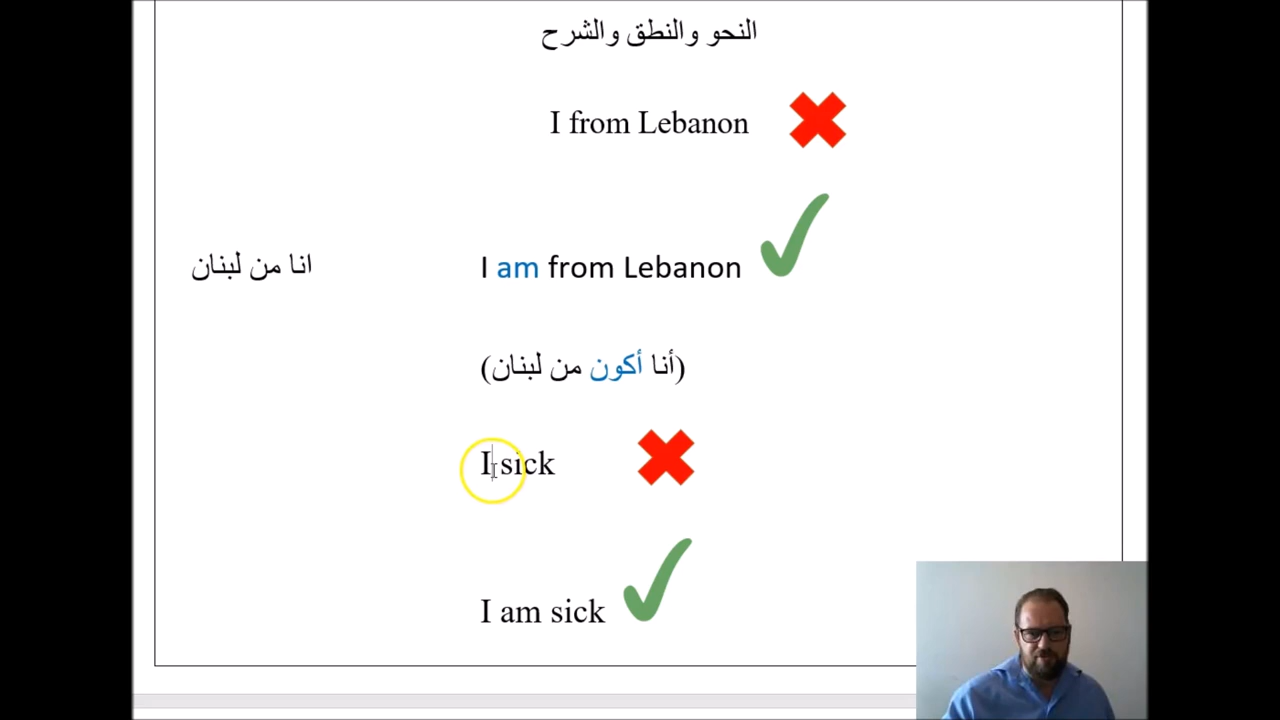 النحو والنطق والشرح
I from Lebanon
I am from Lebanon
انا من لبنان
(أنا أكون من لبنان)
I sick
I am sick